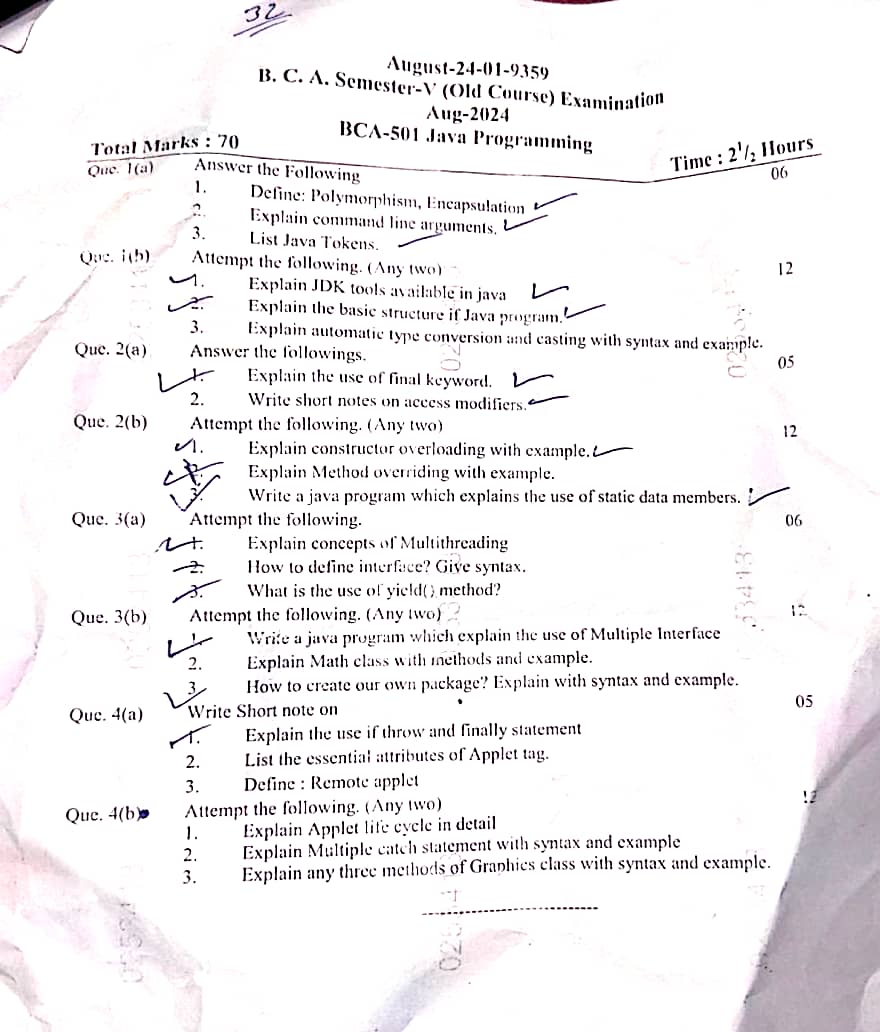 32
August-24-01-9359
B. C. A. Semester-V (Old Course) Examination
Aug-2024
BCA-501 Java Programming
Total Marks : 70 Time : 2 1/2 Hours
Que. 1(a) Answer the Following 06
1. Define: Polymorphism, Encapsulation
2. Explain command line arguments.
3. List Java Tokens.
Que. 1(b) Attempt the following. (Any two) 12
1. Explain JDK tools available in java
2. Explain the basic structure if Java program.
3. Explain automatic type conversion and casting with syntax and example.
Que. 2(a) Answer the followings. 05
1. Explain the use of final keyword.
2. Write short notes on access modifiers.
Que. 2(b) Attempt the following. (Any two) 12
1. Explain constructor overloading with example.
2. Explain Method overriding with example.
3. Write a java program which explains the use of static data members.
Que. 3(a) Attempt the following. 06
1. Explain concepts of Multithreading
2. How to define interface? Give syntax.
3. What is the use of yield() method?
Que. 3(b) Attempt the following. (Any two) 12
1. Write a java program which explain the use of Multiple Interface
2. Explain Math class with methods and example.
3. How to create our own package? Explain with syntax and example.
Que. 4(a) Write Short note on 05
1. Explain the use if throw and finally statement
2. List the essential attributes of Applet tag.
3. Define : Remote applet
Que. 4(b) Attempt the following. (Any two) 12
1. Explain Applet life cycle in detail
2. Explain Multiple catch statement with syntax and example
3. Explain any three methods of Graphics class with syntax and example.